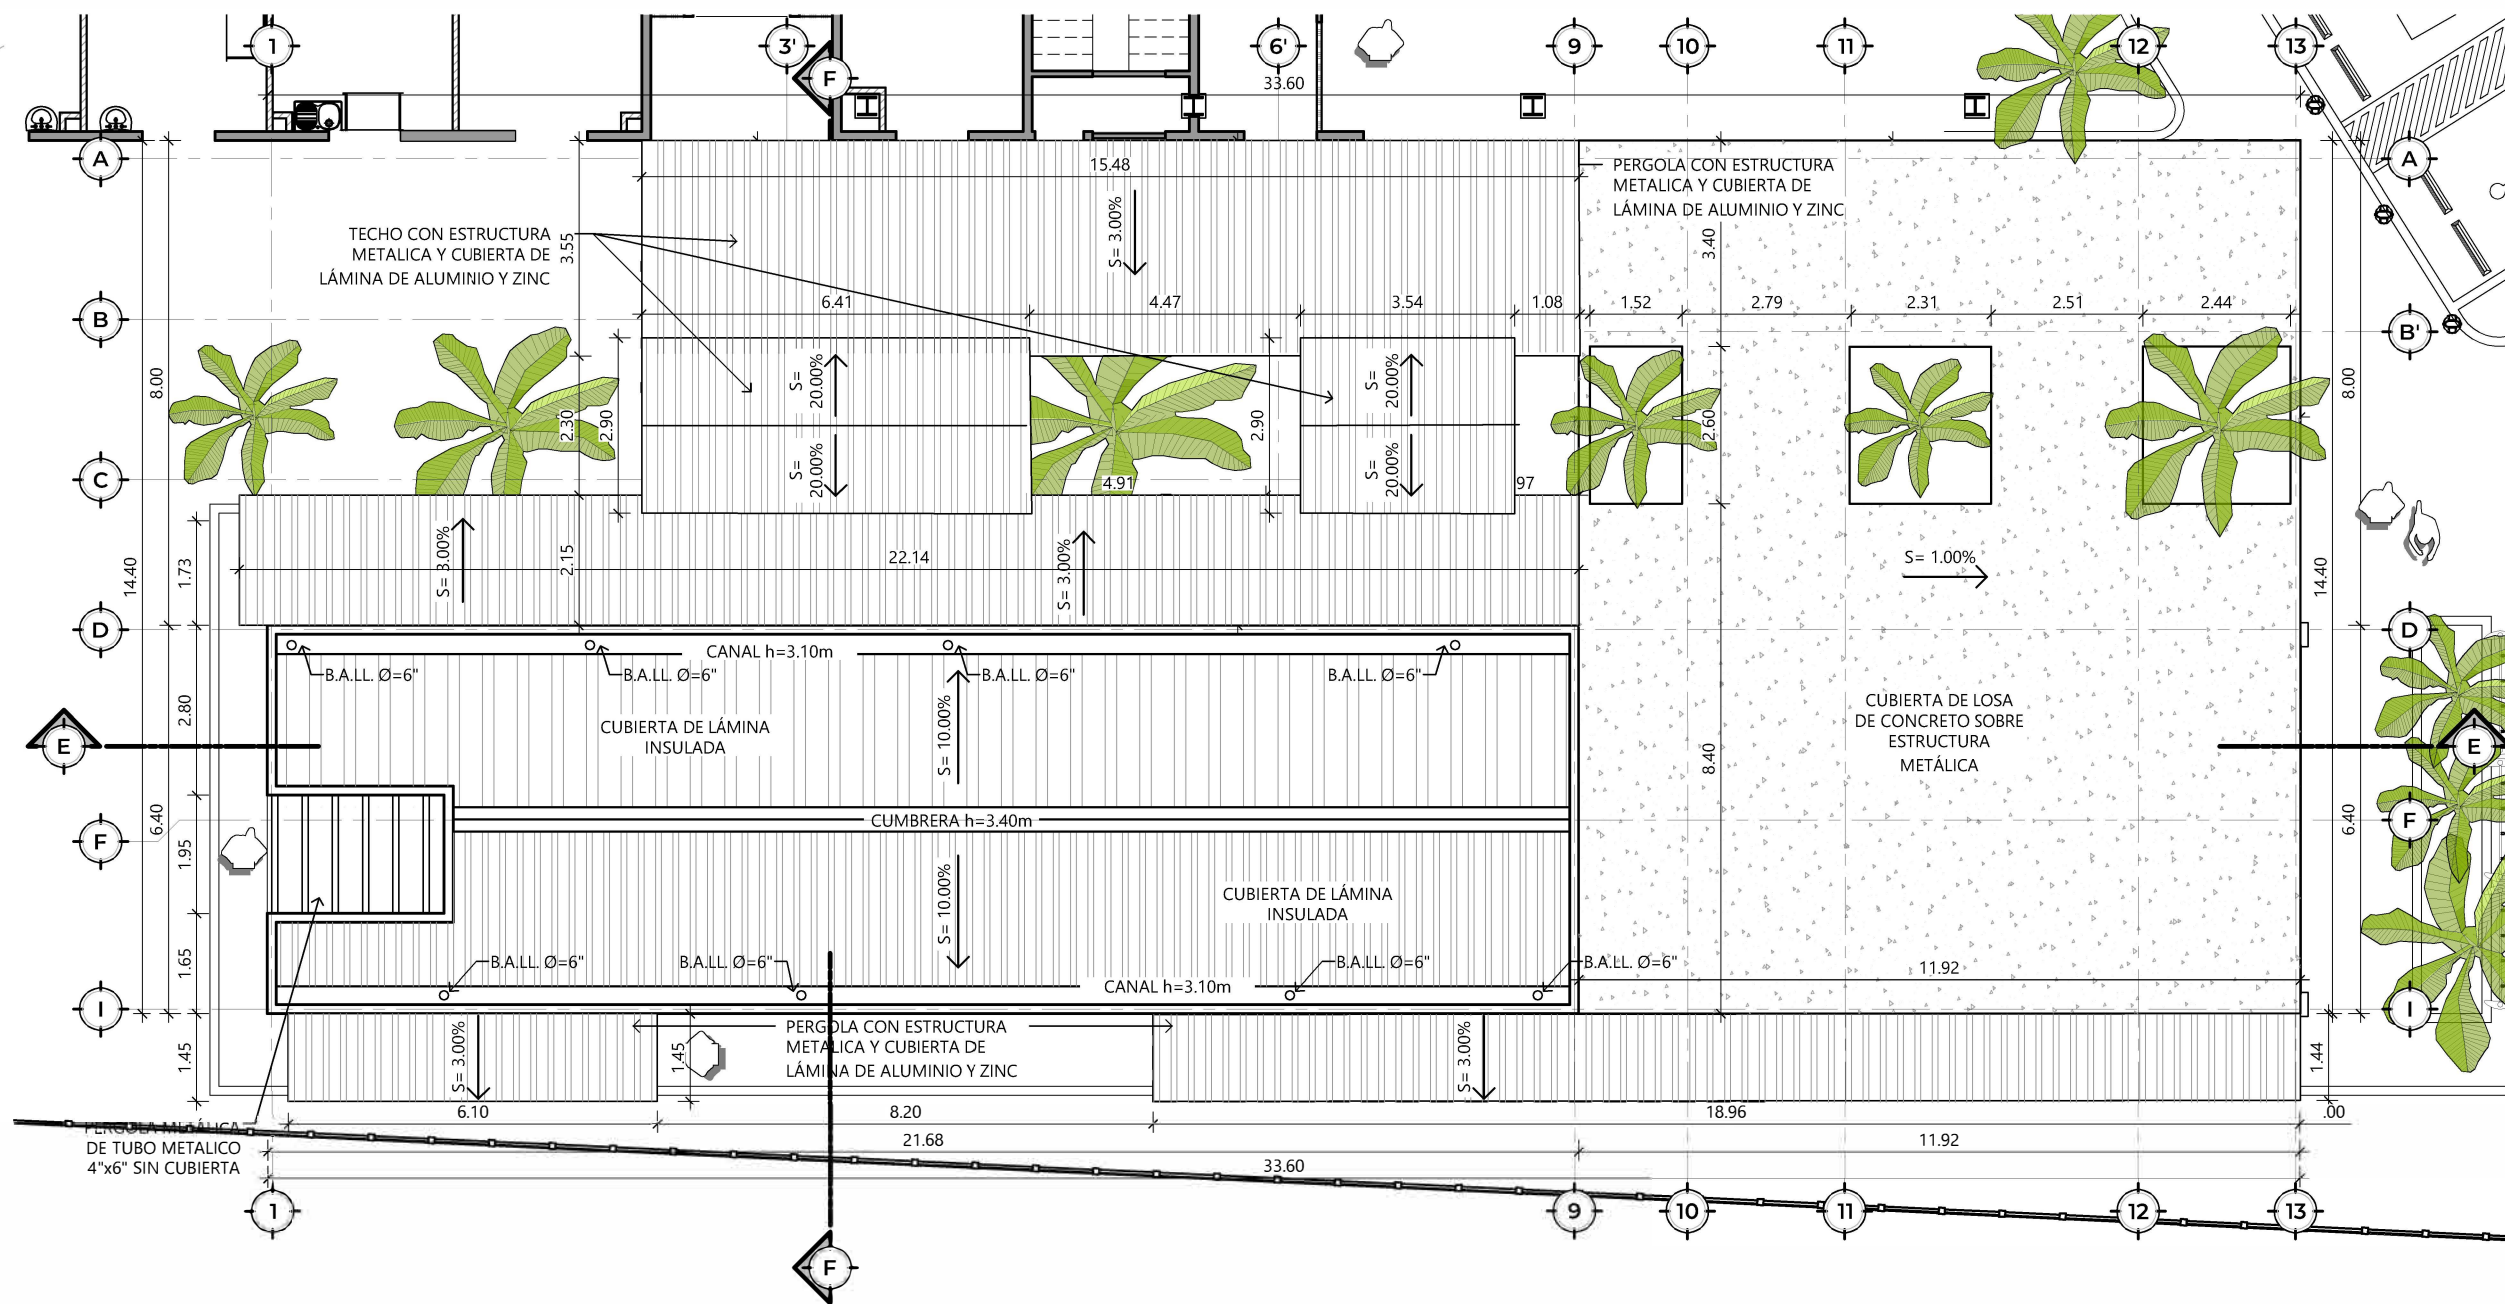 1
3'
6'
9
10
11
12
13
F
33.60
A
A
15.48
PERGOLA CON ESTRUCTURA
METALICA Y CUBIERTA DE
LÁMINA DE ALUMINIO Y ZINC
S= 3.00%
TECHO CON ESTRUCTURA
METALICA Y CUBIERTA DE
LÁMINA DE ALUMINIO Y ZINC
3.55
3.40
6.41
4.47
3.54
1.08
1.52
2.79
2.31
2.51
2.44
B
B'
8.00
8.00
S=
20.00%
S=
20.00%
2.30
2.90
2.90
2.60
S=
20.00%
S=
20.00%
C
4.91
97
S= 3.00%
22.14
S= 3.00%
S= 1.00%
14.40
1.73
2.15
14.40
D
D
CANAL h=3.10m
B.A.LL. Ø=6"
B.A.LL. Ø=6"
B.A.LL. Ø=6"
B.A.LL. Ø=6"
2.80
CUBIERTA DE LÁMINA
INSULADA
S= 10.00%
CUBIERTA DE LOSA
DE CONCRETO SOBRE
ESTRUCTURA
METÁLICA
8.40
E
E
6.40
CUMBRERA h=3.40m
6.40
F
F
1.95
S= 10.00%
CUBIERTA DE LÁMINA
INSULADA
1.65
B.A.LL. Ø=6"
B.A.LL. Ø=6"
B.A.LL. Ø=6"
B.A.LL. Ø=6"
11.92
CANAL h=3.10m
I
I
1.45
S= 3.00%
1.45
PERGOLA CON ESTRUCTURA
METALICA Y CUBIERTA DE
LÁMINA DE ALUMINIO Y ZINC
S= 3.00%
1.44
6.10
8.20
18.96
.00
PERGOLA METÁLICA
DE TUBO METALICO
4"x6" SIN CUBIERTA
21.68
11.92
33.60
1
9
10
11
12
13
F